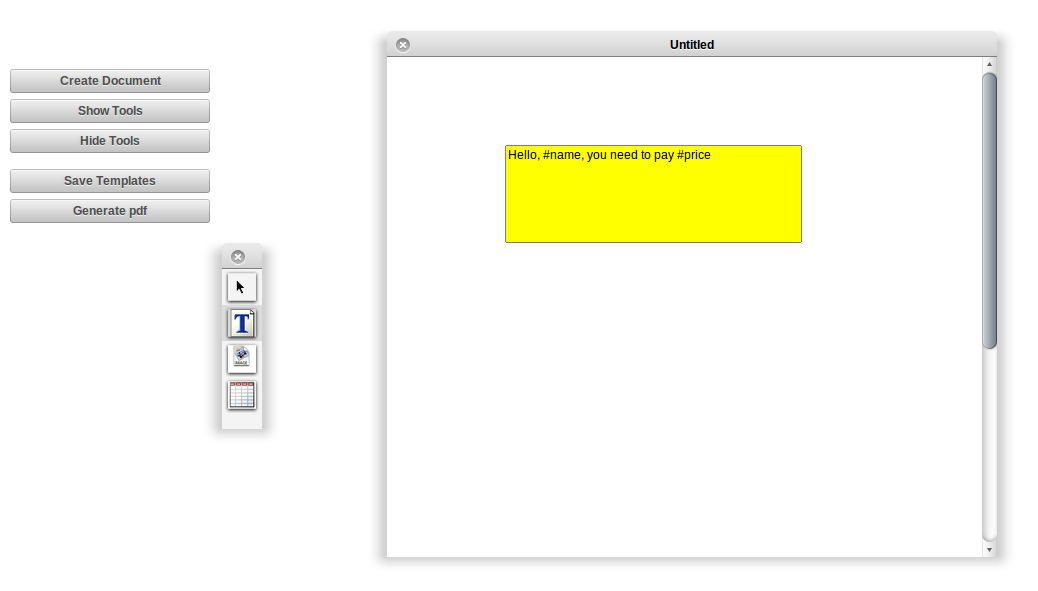 Untitled
Create Document
Show Tools
Hide Tools
Save Templates
Generate pdf
Hello, #name, you need to pay #price
T